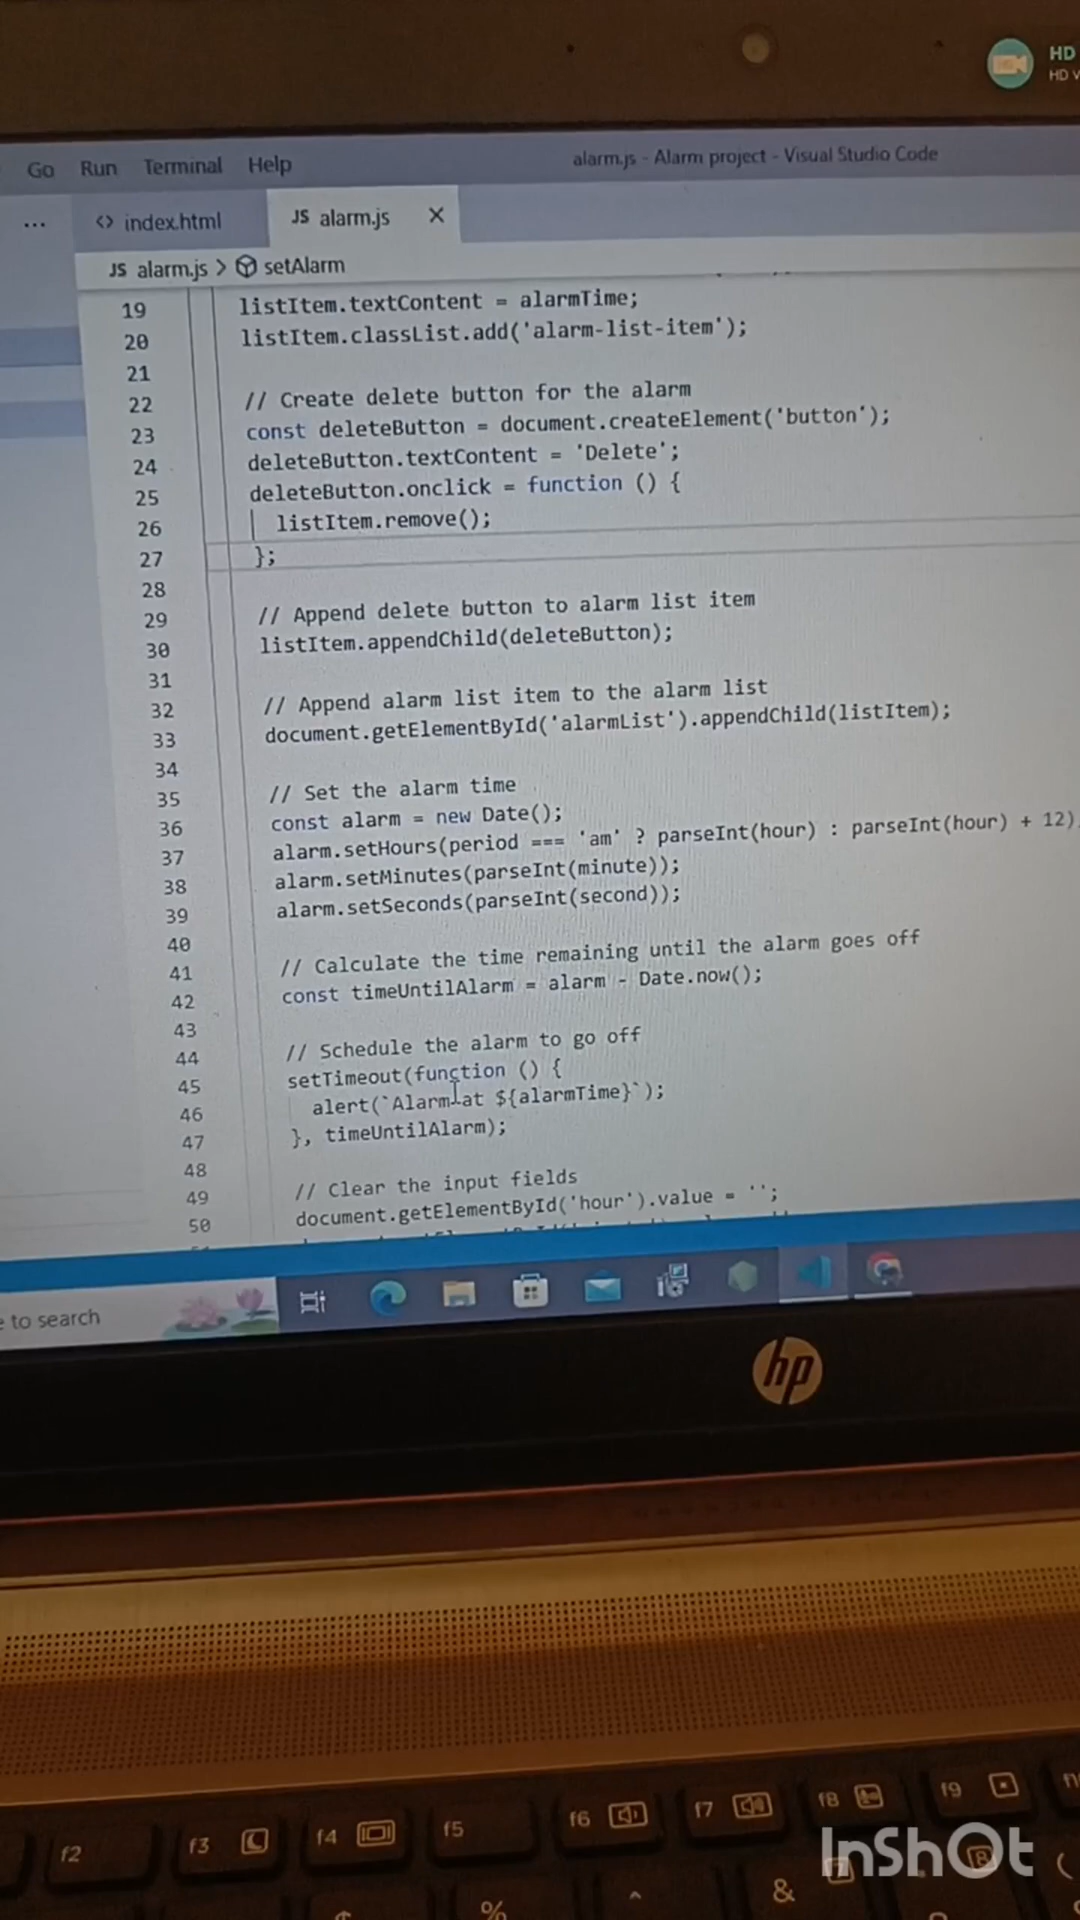 HD
HD
Go Run Terminal Help
alarm.js - Alarm project - Visual Studio Code
... <> index.html JS alarm.js ×
JS alarm.js > setAlarm
19 listItem.textContent = alarmTime;
20 listItem.classList.add('alarm-list-item');
21
22 // Create delete button for the alarm
23 const deleteButton = document.createElement('button');
24 deleteButton.textContent = 'Delete';
25 deleteButton.onclick = function () {
26 listItem.remove();
27 };
28
29 // Append delete button to alarm list item
30 listItem.appendChild(deleteButton);
31
32 // Append alarm list item to the alarm list
33 document.getElementById('alarmList').appendChild(listItem);
34
35 // Set the alarm time
36 const alarm = new Date();
37 alarm.setHours(period === 'am' ? parseInt(hour) : parseInt(hour) + 12)
38 alarm.setMinutes(parseInt(minute));
39 alarm.setSeconds(parseInt(second));
40
41 // Calculate the time remaining until the alarm goes off
42 const timeUntilAlarm = alarm - Date.now();
43
44 // Schedule the alarm to go off
45 setTimeout(function () {
46 alert(`Alarm at ${alarmTime}`);
47 }, timeUntilAlarm);
48
49 // Clear the input fields
50 document.getElementById('hour').value = '';
to search
hp
f2 f3 f4 f5 f6 f7 f8 f9
% ^ & (
InShOt